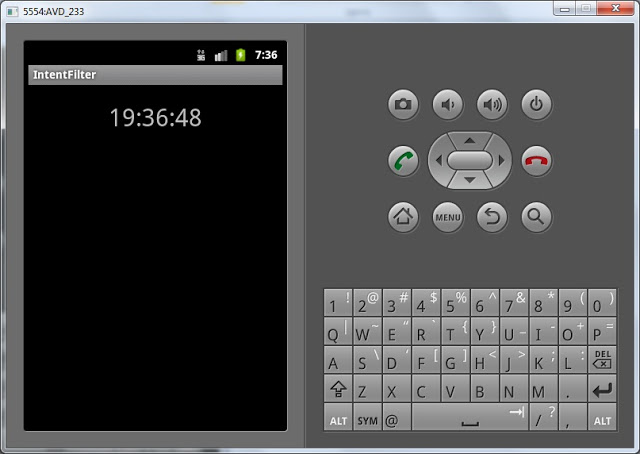 5554:AVD_233
3G 7:36
IntentFilter
19:36:48
MENU
1 ! 2 @ 3 # 4 $ 5 % 6 ^ 7 & 8 * 9 ( 0 )
Q | W ~ E " R ` T { Y } U _ I - O + P =
A S \ D ' F [ G ] H < J > K ; L : DEL
Z X C V B N M .
ALT SYM @ / ? , ALT